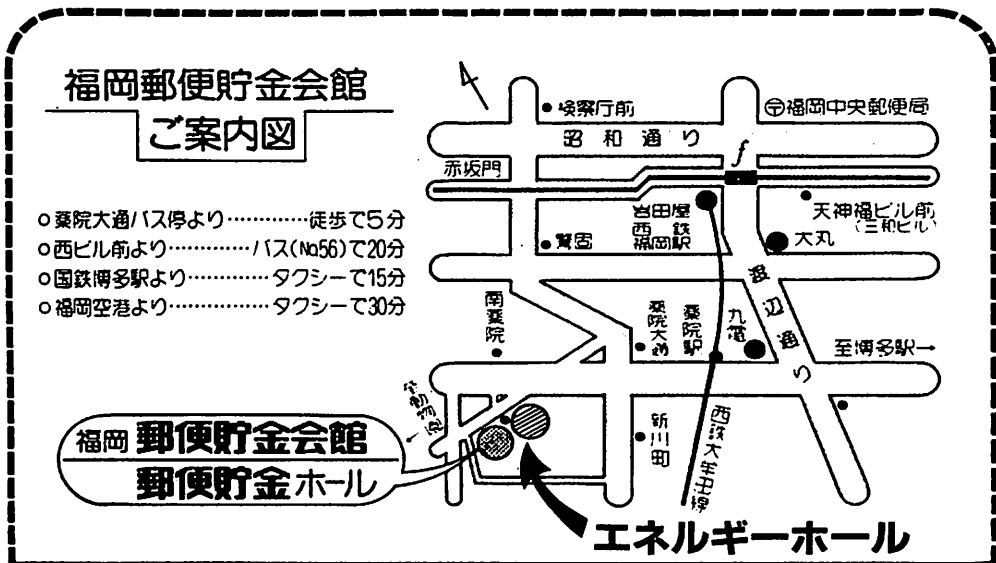 福岡郵便貯金会館
ご案内図
○薬院大通バス停より…………徒歩で5分
○西ビル前より…………バス(No.56)で20分
○国鉄博多駅より…………タクシーで15分
○福岡空港より…………タクシーで30分
検察庁前
〒福岡中央郵便局
昭和通り
赤坂門
岩田屋
西鉄
福岡駅
天神福ビル前
(三和ビル)
警固
大丸
渡辺通り
南薬院
薬院大通
薬院駅
九電
至博多駅→
至動物園
新川町
西鉄大牟田線
福岡 郵便貯金会館
郵便貯金ホール
エネルギーホール